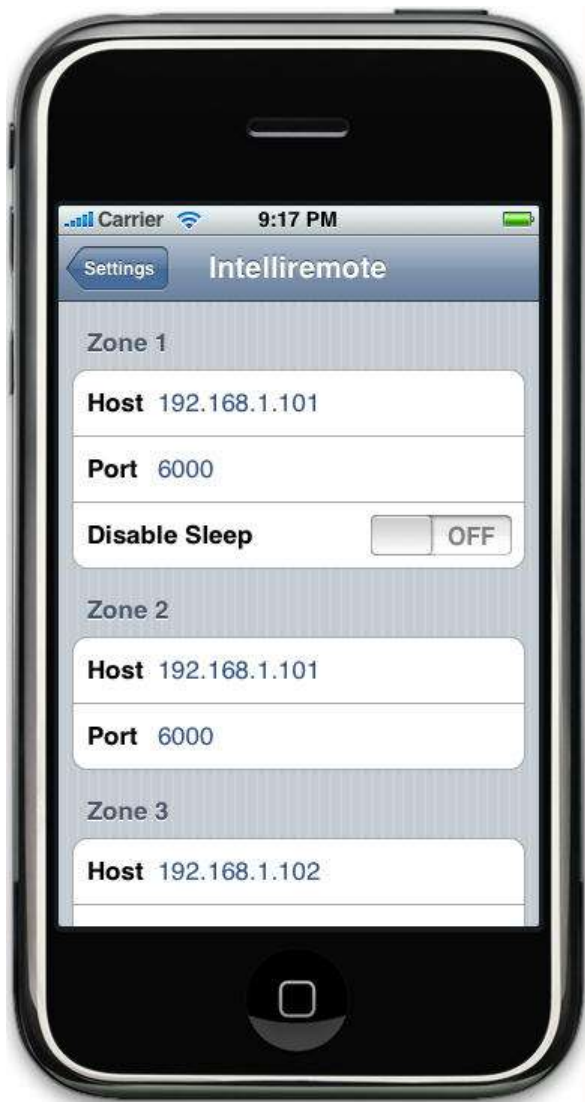 Carrier 9:17 PM
Settings Intelliremote
Zone 1
Host 192.168.1.101
Port 6000
Disable Sleep OFF
Zone 2
Host 192.168.1.101
Port 6000
Zone 3
Host 192.168.1.102